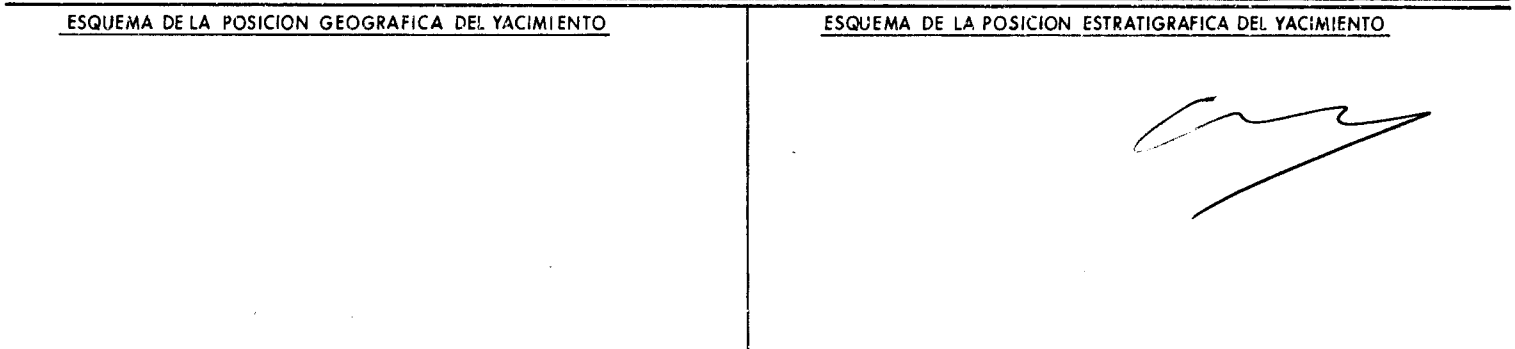 ESQUEMA DE LA POSICION GEOGRAFICA DEL YACIMIENTO
ESQUEMA DE LA POSICION ESTRATIGRAFICA DEL YACIMIENTO